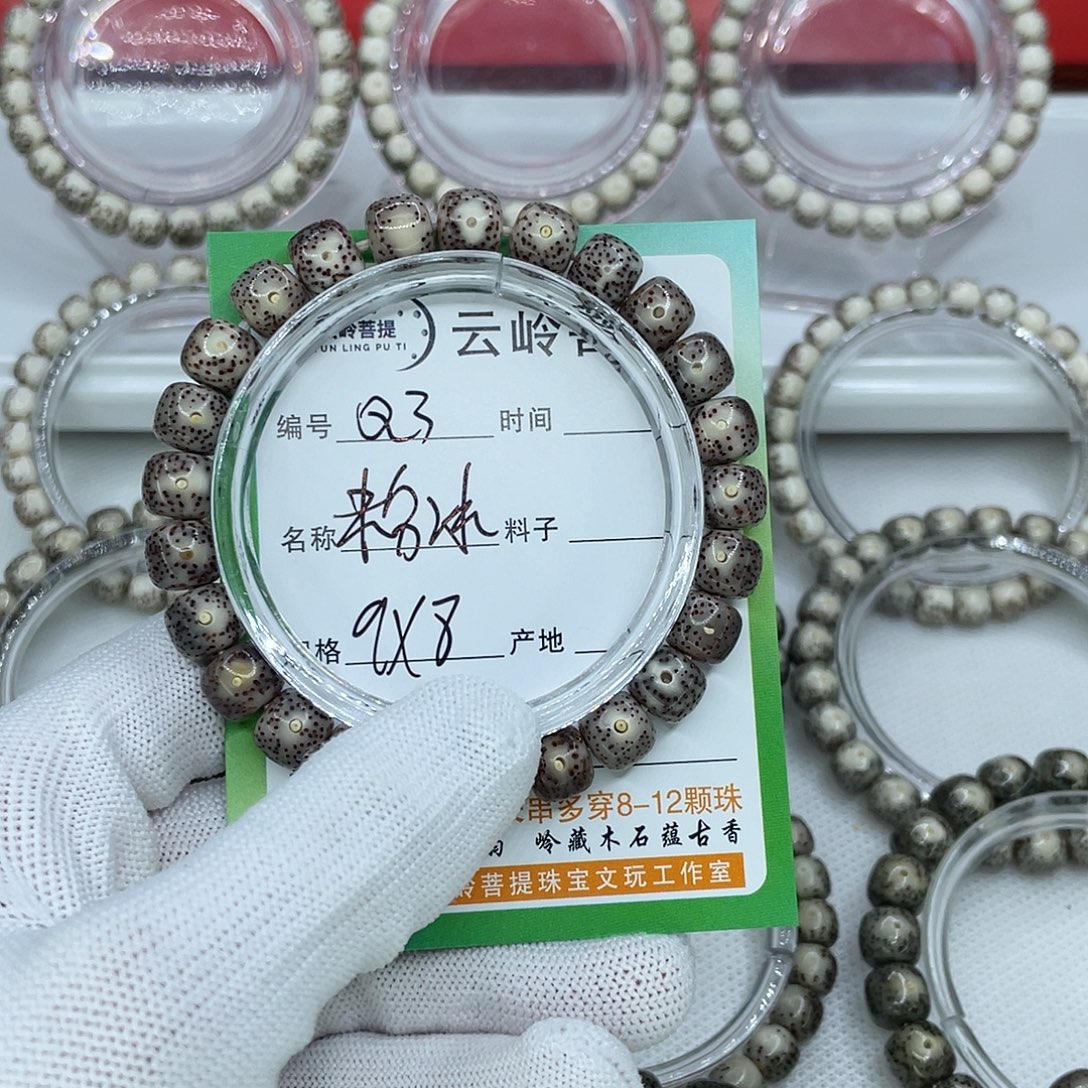 岭菩提 云岭菩
UN LING PU TI
编号 Q3 时间
名称 粉冰 料子
格 9X8 产地
串多穿8-12颗珠
岭藏木石蕴古香
岭菩提珠宝文玩工作室